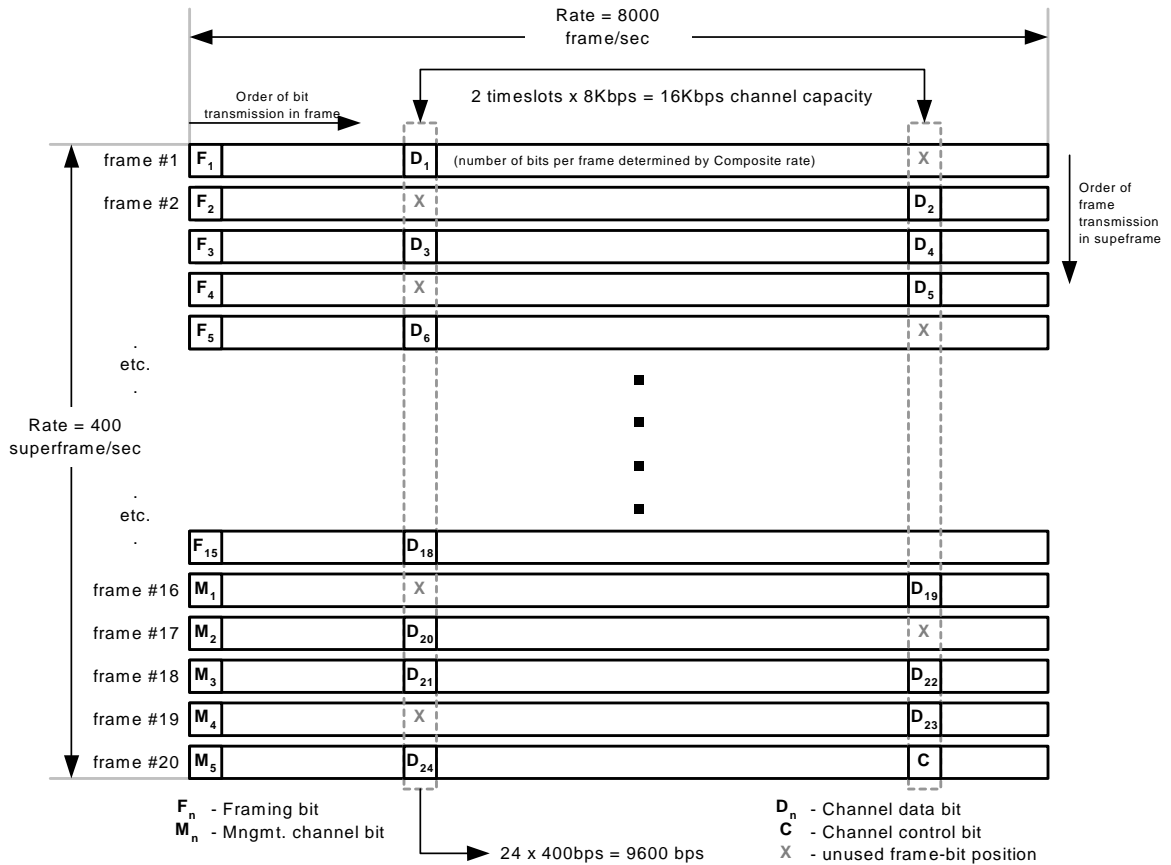 Rate = 8000
frame/sec
2 timeslots x 8Kbps = 16Kbps channel capacity
Order of bit
transmission in frame
frame #1 F1 D1 (number of bits per frame determined by Composite rate) X
frame #2 F2 X D2
F3 D3 D4
F4 X D5
F5 D6 X
Order of
frame
transmission
in supeframe
.
etc.
.
Rate = 400
superframe/sec
.
etc.
.
F15 D18
frame #16 M1 X D19
frame #17 M2 D20 X
frame #18 M3 D21 D22
frame #19 M4 X D23
frame #20 M5 D24 C
Fn - Framing bit
Mn - Mngmt. channel bit
Dn - Channel data bit
C - Channel control bit
X - unused frame-bit position
24 x 400bps = 9600 bps